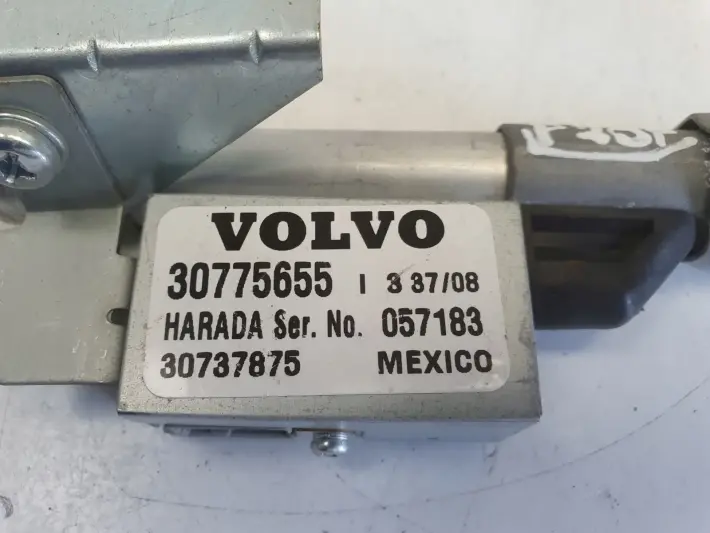 VOLVO
30775655 I 3 37/08
HARADA Ser. No. 057183
30737875 MEXICO